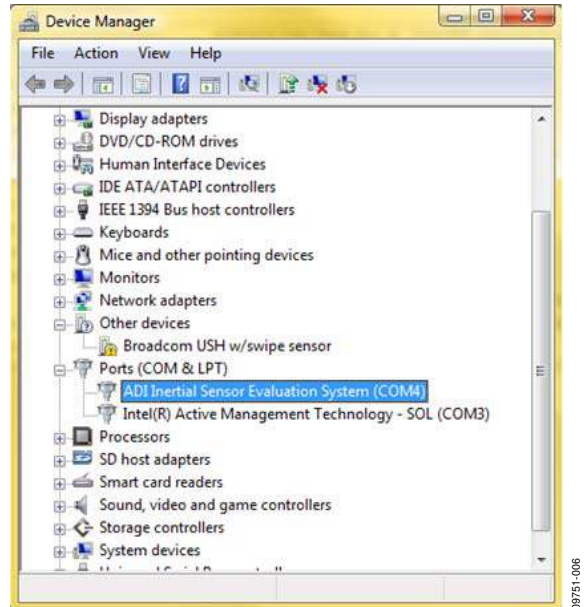 Device Manager
File Action View Help
Display adapters
DVD/CD-ROM drives
Human Interface Devices
IDE ATA/ATAPI controllers
IEEE 1394 Bus host controllers
Keyboards
Mice and other pointing devices
Monitors
Network adapters
Other devices
Broadcom USH w/swipe sensor
Ports (COM & LPT)
ADI Inertial Sensor Evaluation System (COM4)
Intel(R) Active Management Technology - SOL (COM3)
Processors
SD host adapters
Smart card readers
Sound, video and game controllers
Storage controllers
System devices
09751-006